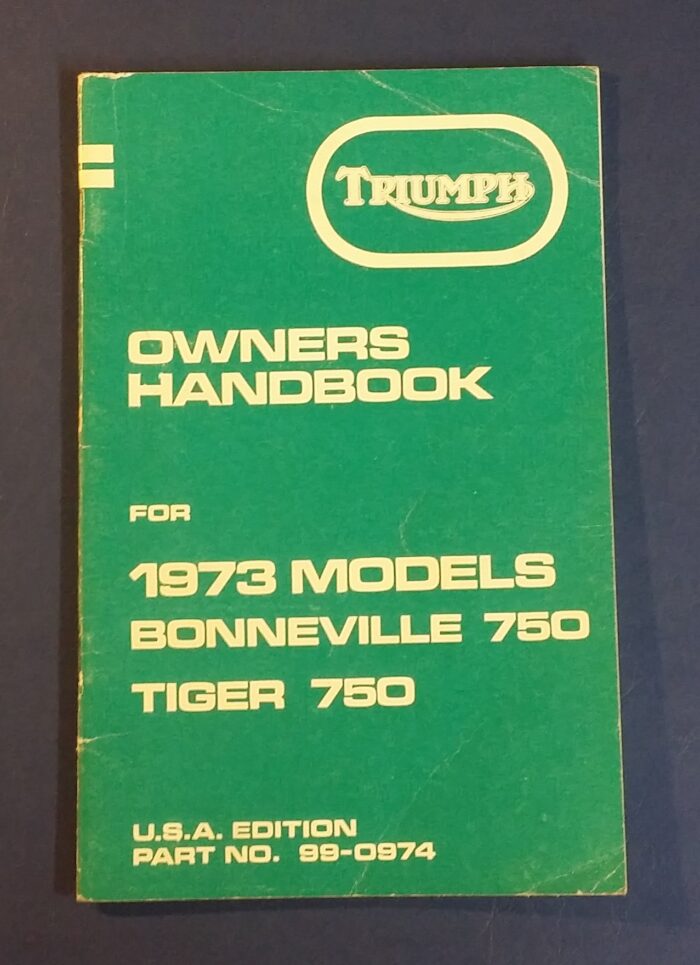 TRIUMPH
OWNERS
HANDBOOK
FOR
1973 MODELS
BONNEVILLE 750
TIGER 750
U.S.A. EDITION
PART NO. 99-0974